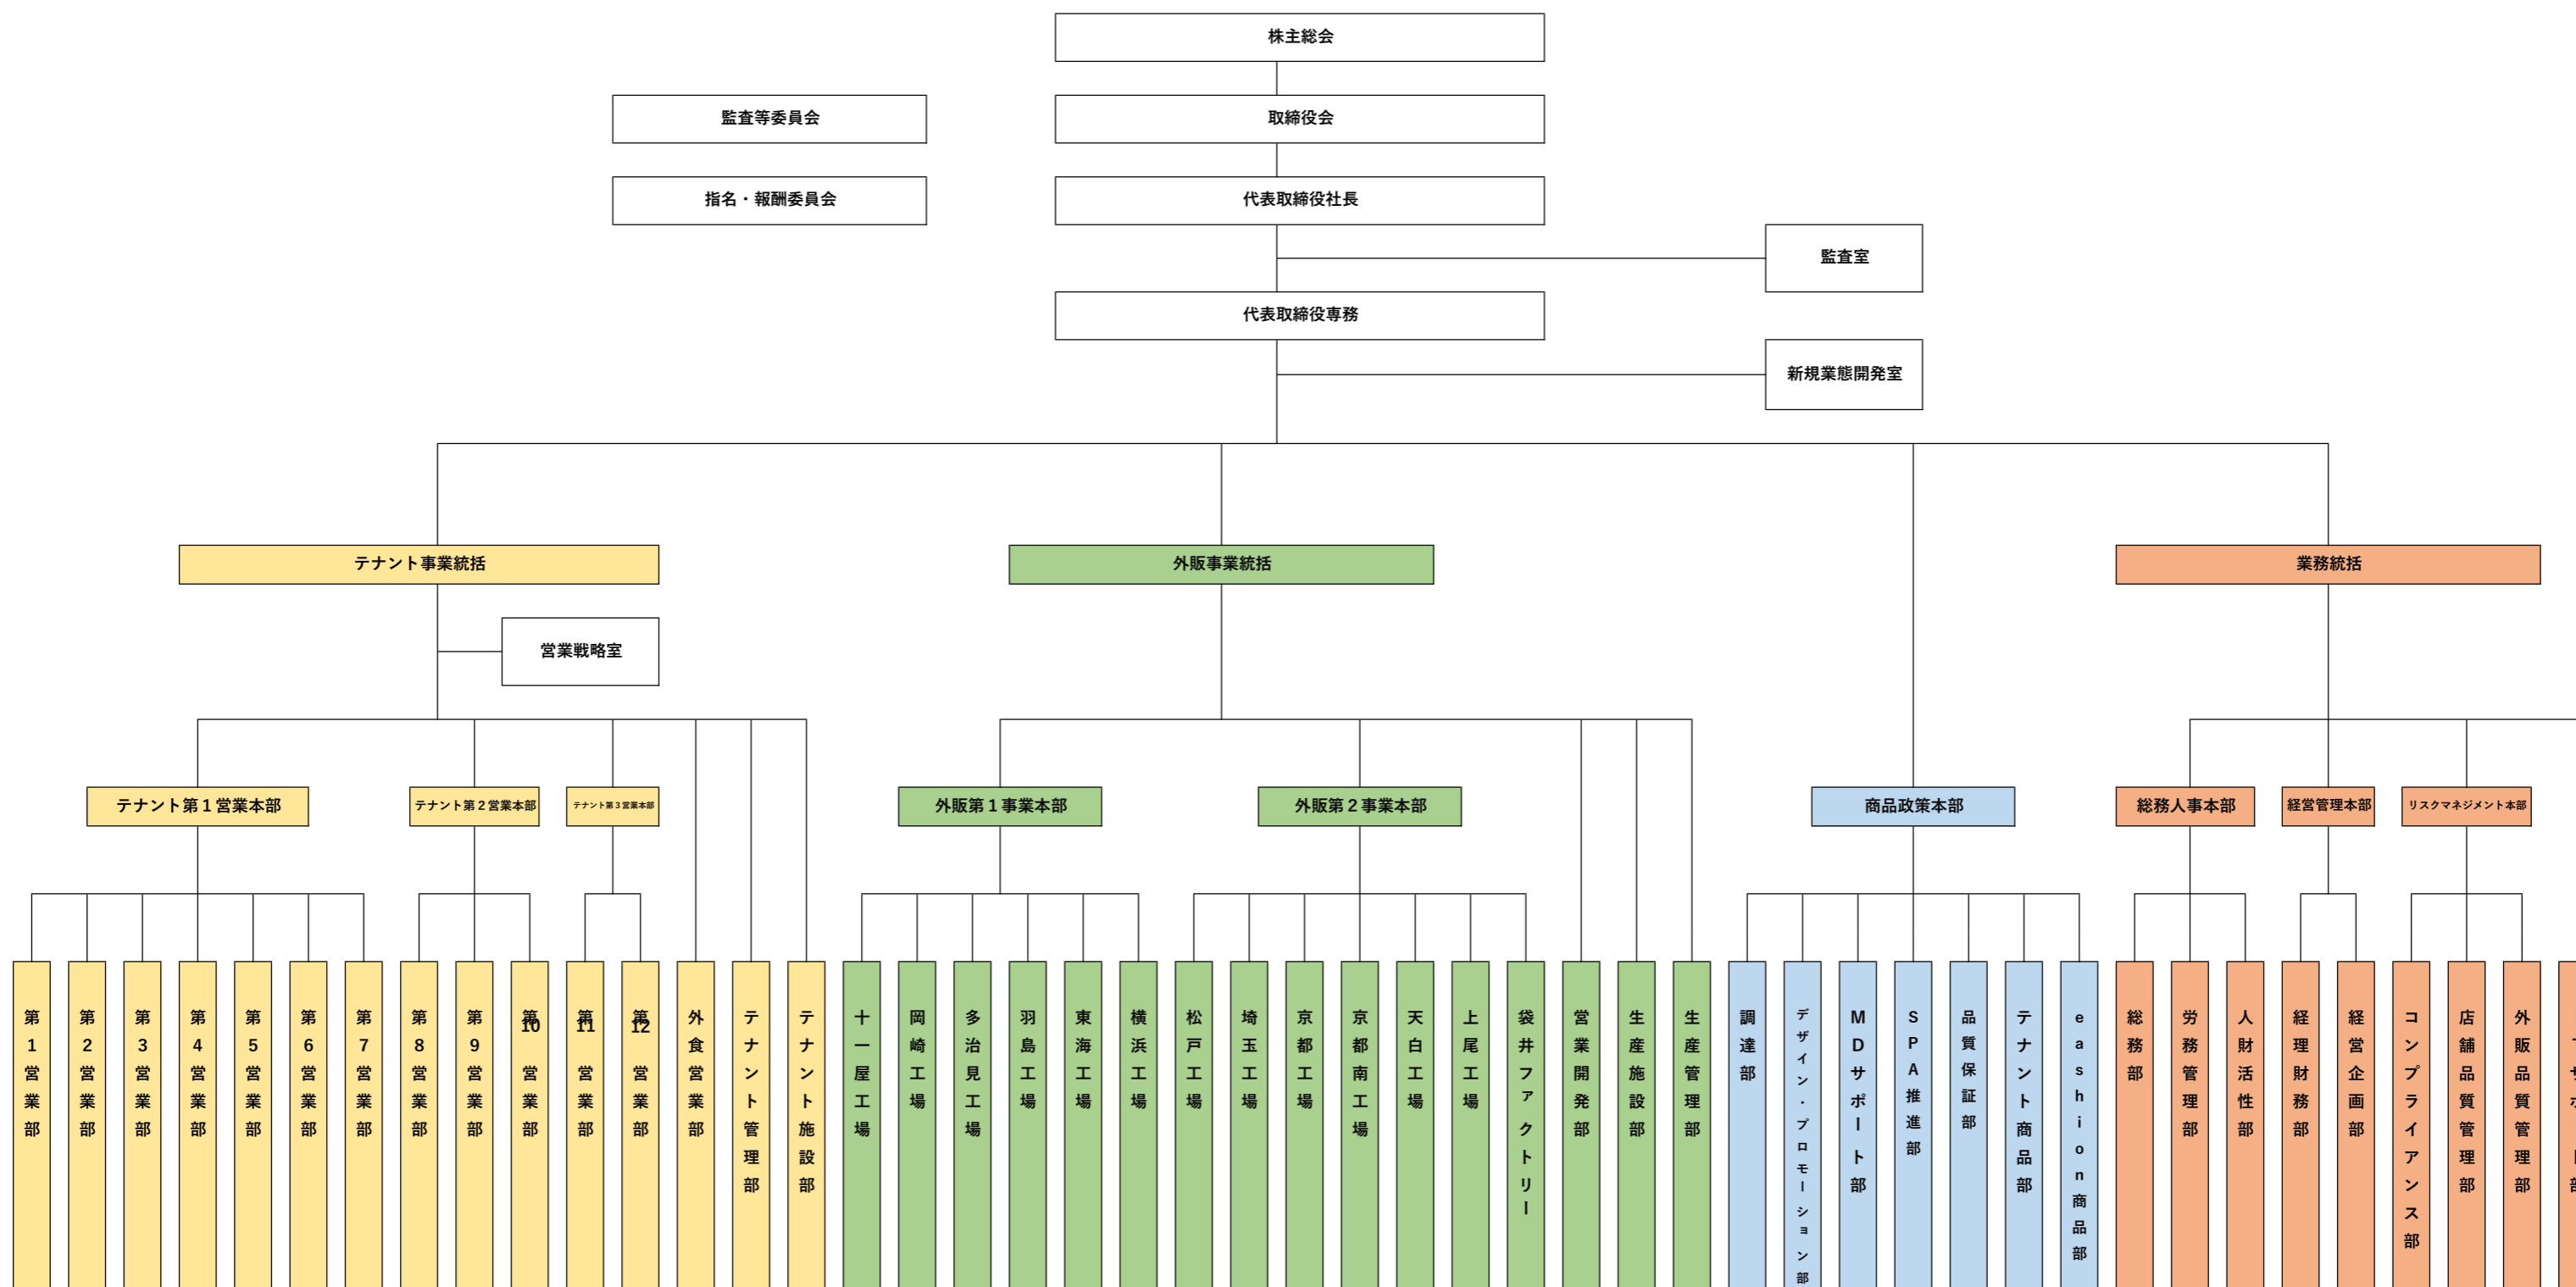 株主総会
監査等委員会
取締役会
指名・報酬委員会
代表取締役社長
監査室
代表取締役専務
新規業態開発室
テナント事業統括
外販事業統括
業務統括
営業戦略室
テナント第1営業本部
テナント第2営業本部
テナント第3営業本部
外販第1事業本部
外販第2事業本部
商品政策本部
総務人事本部
経営管理本部
リスクマネジメント本部
第1営業部
第2営業部
第3営業部
第4営業部
第5営業部
第6営業部
第7営業部
第8営業部
第9営業部
第10営業部
第11営業部
第12営業部
外食営業部
テナント管理部
テナント施設部
十一屋工場
岡崎工場
多治見工場
羽島工場
東海工場
横浜工場
松戸工場
埼玉工場
京都工場
京都南工場
天白工場
上尾工場
袋井ファクトリー
営業開発部
生産施設部
生産管理部
調達部
デザイン・プロモーション部
MDサポート部
SPA推進部
品質保証部
テナント商品部
eashion商品部
総務部
労務管理部
人財活性部
経理財務部
経営企画部
コンプライアンス部
店舗品質管理部
外販品質管理部